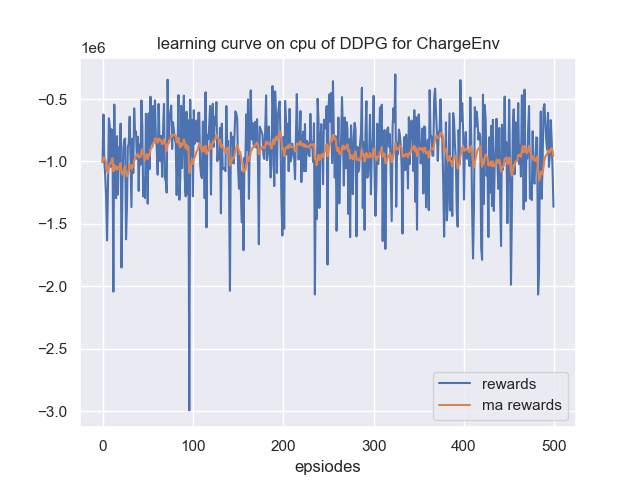 learning curve on cpu of DDPG for ChargeEnv
1e6
−0.5
−1.0
−1.5
−2.0
−2.5
−3.0
0 100 200 300 400 500
epsiodes
rewards
ma rewards